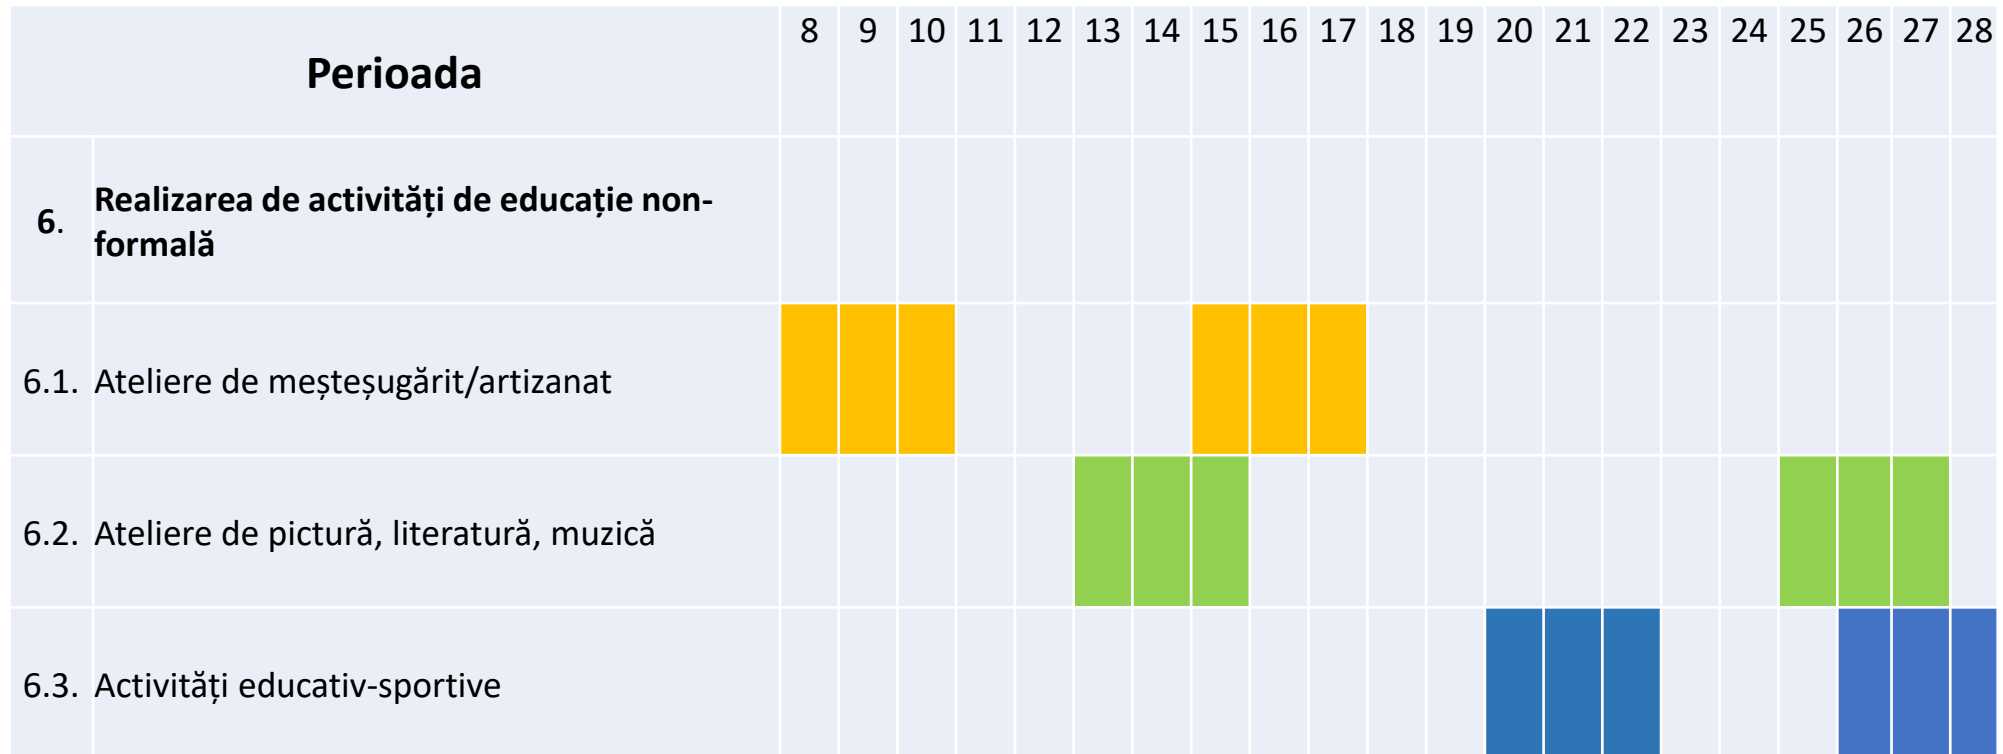 Perioada 8 9 10 11 12 13 14 15 16 17 18 19 20 21 22 23 24 25 26 27 28
6. Realizarea de activități de educație non-
formală
6.1. Ateliere de meșteșugărit/artizanat
6.2. Ateliere de pictură, literatură, muzică
6.3. Activități educativ-sportive